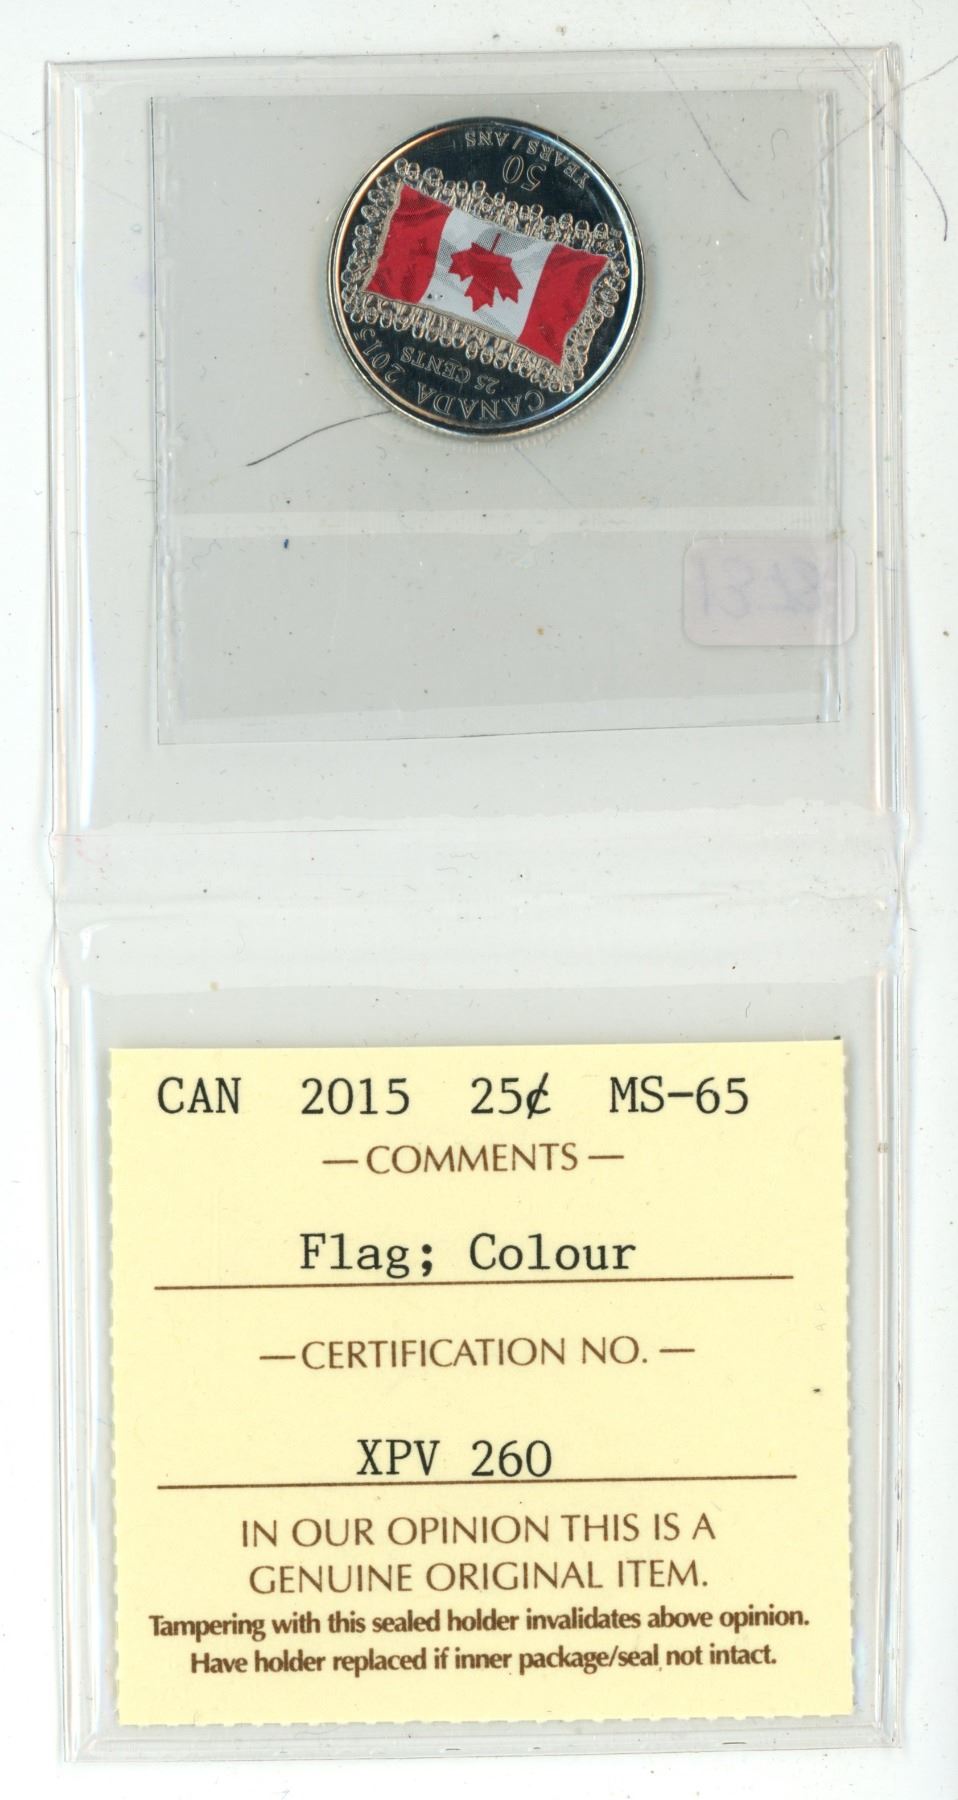 50
YEARS / ANS
CANADA 2015
25 CENTS
CAN 2015 25¢ MS-65
— COMMENTS —
Flag; Colour
— CERTIFICATION NO. —
XPV 260
IN OUR OPINION THIS IS A
GENUINE ORIGINAL ITEM.
Tampering with this sealed holder invalidates above opinion.
Have holder replaced if inner package/seal not intact.